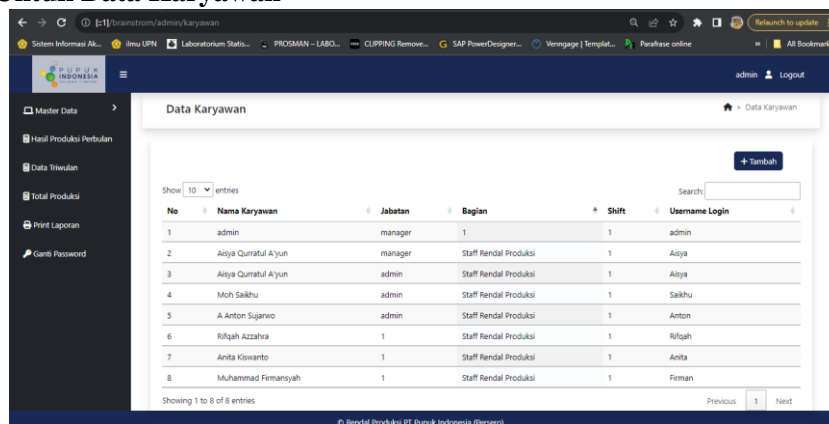 Untuk Data Karyawan
[::1]/brainstrom/admin/karyawan
Relaunch to update
Sistem Informasi Ak... ilmu UPN Laboratorium Statis... PROSMAN – LABO... CLIPPING Remove... SAP PowerDesigner... Venngage | Templat... Parafrase online » All Bookmark
PUPUK INDONESIA admin Logout
Master Data > Data Karyawan > Data Karyawan
Hasil Produksi Perbulan
Data Triwulan + Tambah
Total Produksi Show 10 entries Search:
No Nama Karyawan Jabatan Bagian Shift Username Login
Print Laporan
1 admin manager 1 1 admin
Ganti Password
2 Aisya Qurratul A'yun manager Staff Rendal Produksi 1 Aisya
3 Aisya Qurratul A'yun admin Staff Rendal Produksi 1 Aisya
4 Moh Saikhu admin Staff Rendal Produksi 1 Saikhu
5 A Anton Sujarwo admin Staff Rendal Produksi 1 Anton
6 Rifqah Azzahra 1 Staff Rendal Produksi 1 Rifqah
7 Anita Kiswanto 1 Staff Rendal Produksi 1 Anita
8 Muhammad Firmansyah 1 Staff Rendal Produksi 1 Firman
Showing 1 to 8 of 8 entries Previous 1 Next
© Rendal Produksi PT Pupuk Indonesia (Persero)